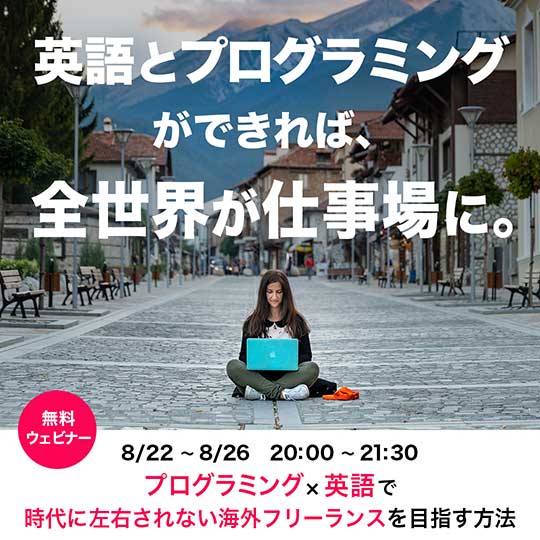 英語とプログラミング
ができれば、
全世界が仕事場に。
無料
ウェビナー
8/22 ~ 8/26 20:00 ~ 21:30
プログラミング × 英語で
時代に左右されない海外フリーランスを目指す方法